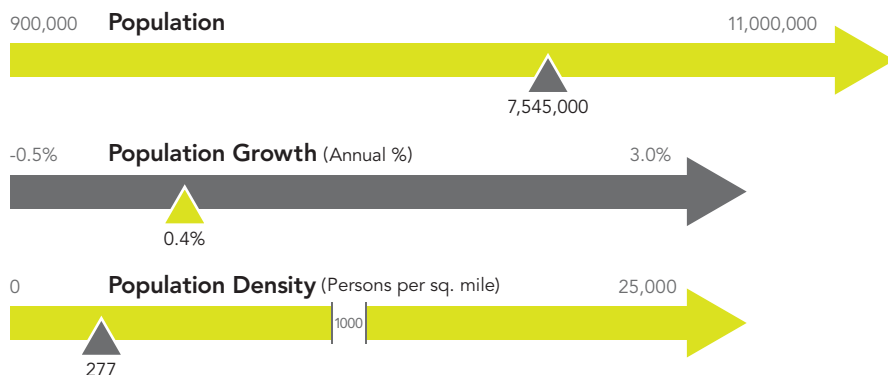 900,000 Population 11,000,000
7,545,000
-0.5% Population Growth (Annual %) 3.0%
0.4%
0 Population Density (Persons per sq. mile) 25,000
1000
277